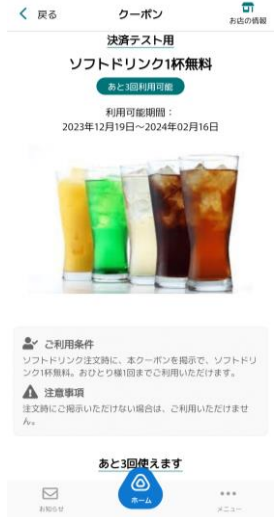 戻る
クーポン
お店の情報
決済テスト用
ソフトドリンク1杯無料
あと3回利用可能
利用可能期間：
2023年12月19日～2024年02月16日
ご利用条件
ソフトドリンク注文時に、本クーポンを掲示で、ソフトドリ
ンク1杯無料。おひとり様1回までご利用いただけます。
注意事項
注文時にご掲示いただけない場合は、ご利用いただけませ
ん。
あと3回使えます
お知らせ
ホーム
メニュー